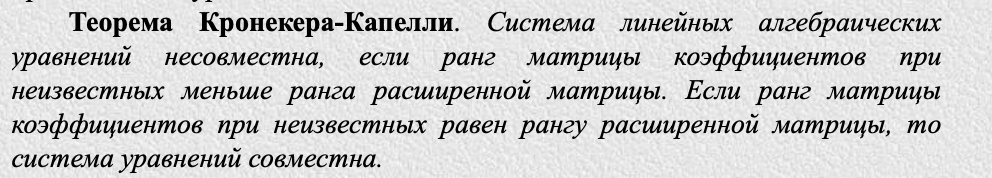 Теорема Кронекера-Капелли. Система линейных алгебраических
уравнений несовместна, если ранг матрицы коэффициентов при
неизвестных меньше ранга расширенной матрицы. Если ранг матрицы
коэффициентов при неизвестных равен рангу расширенной матрицы, то
система уравнений совместна.